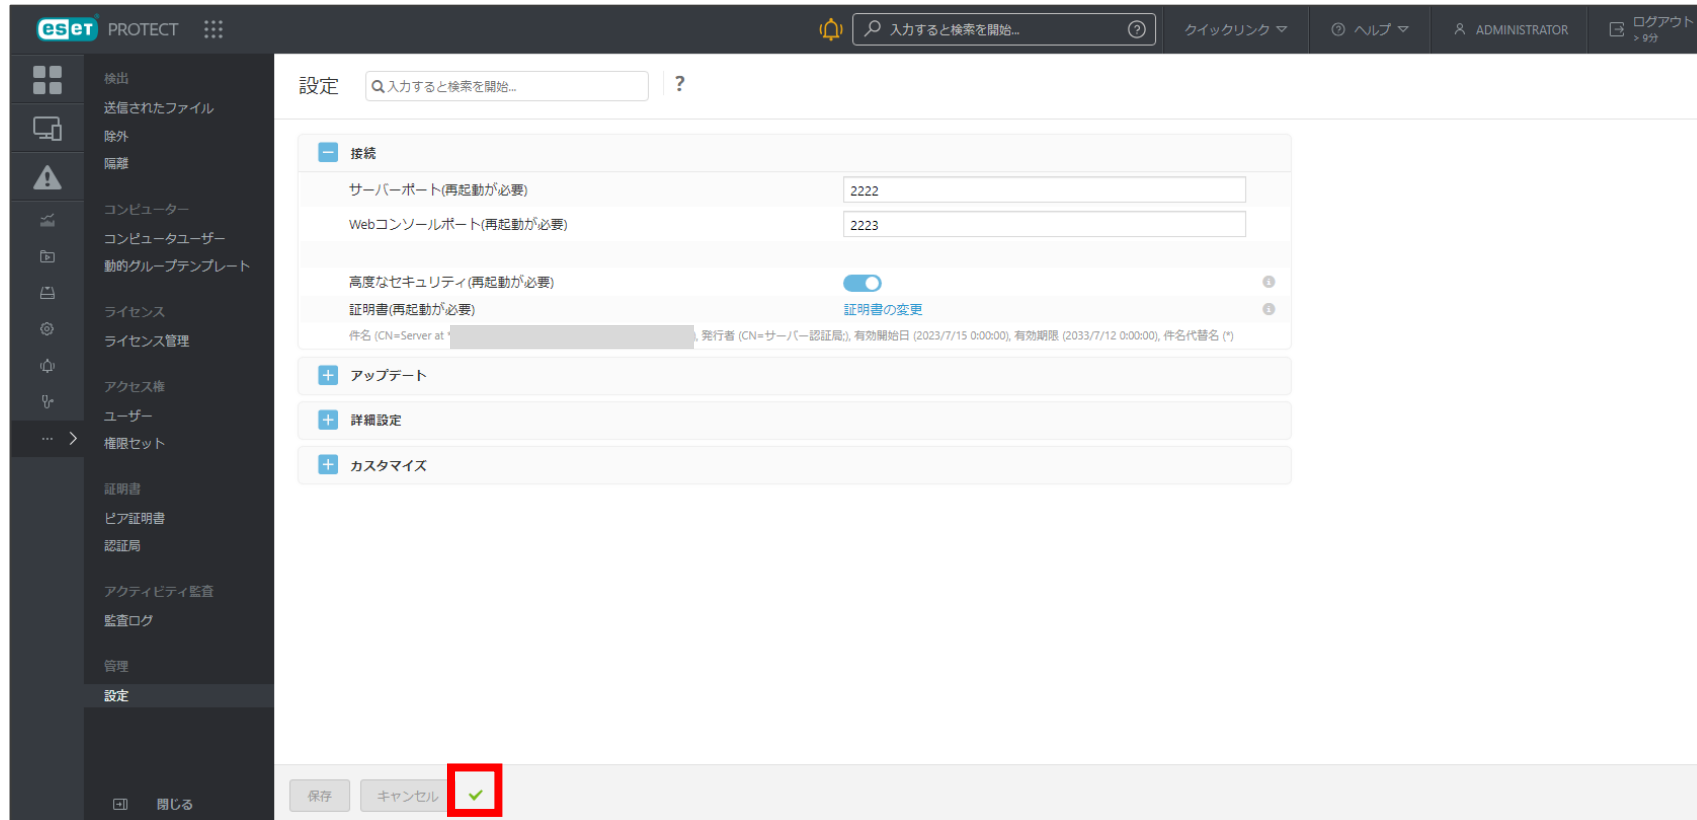 eset PROTECT
入力すると検索を開始...
クイックリンク
ヘルプ
ADMINISTRATOR
ログアウト
> 9分
検出
送信されたファイル
除外
隔離
コンピューター
コンピュータユーザー
動的グループテンプレート
ライセンス
ライセンス管理
アクセス権
ユーザー
権限セット
証明書
ピア証明書
認証局
アクティビティ監査
監査ログ
管理
設定
閉じる
設定
入力すると検索を開始...
?
接続
サーバーポート(再起動が必要)
2222
Webコンソールポート(再起動が必要)
2223
高度なセキュリティ(再起動が必要)
証明書(再起動が必要)
証明書の変更
件名 (CN=Server at * ), 発行者 (CN=サーバー認証局;), 有効開始日 (2023/7/15 0:00:00), 有効期限 (2033/7/12 0:00:00), 件名代替名 (*)
アップデート
詳細設定
カスタマイズ
保存
キャンセル